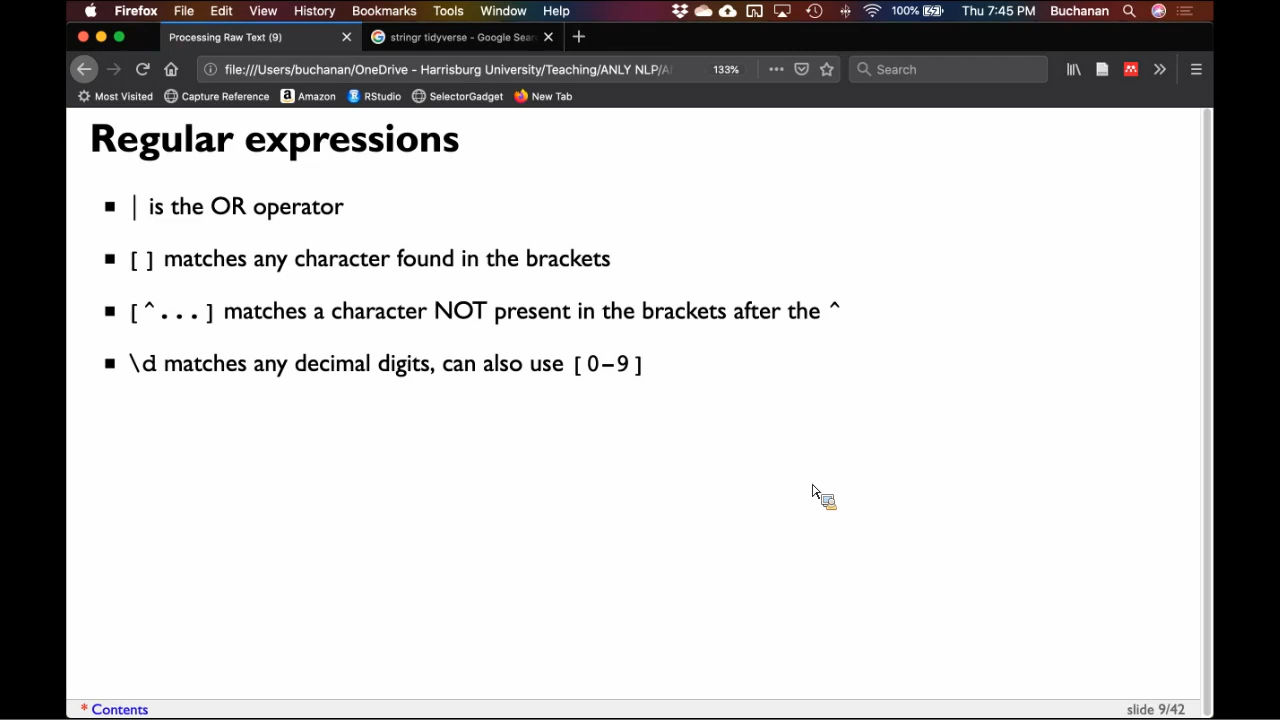 Firefox File Edit View History Bookmarks Tools Window Help 100% Thu 7:45 PM Buchanan
Processing Raw Text (9) stringr tidyverse - Google Sear
file:///Users/buchanan/OneDrive - Harrisburg University/Teaching/ANLY NLP/A 133% Search
Most Visited Capture Reference Amazon RStudio SelectorGadget New Tab
Regular expressions
▪ | is the OR operator
▪ [] matches any character found in the brackets
▪ [^...] matches a character NOT present in the brackets after the ^
▪ \d matches any decimal digits, can also use [0-9]
* Contents slide 9/42